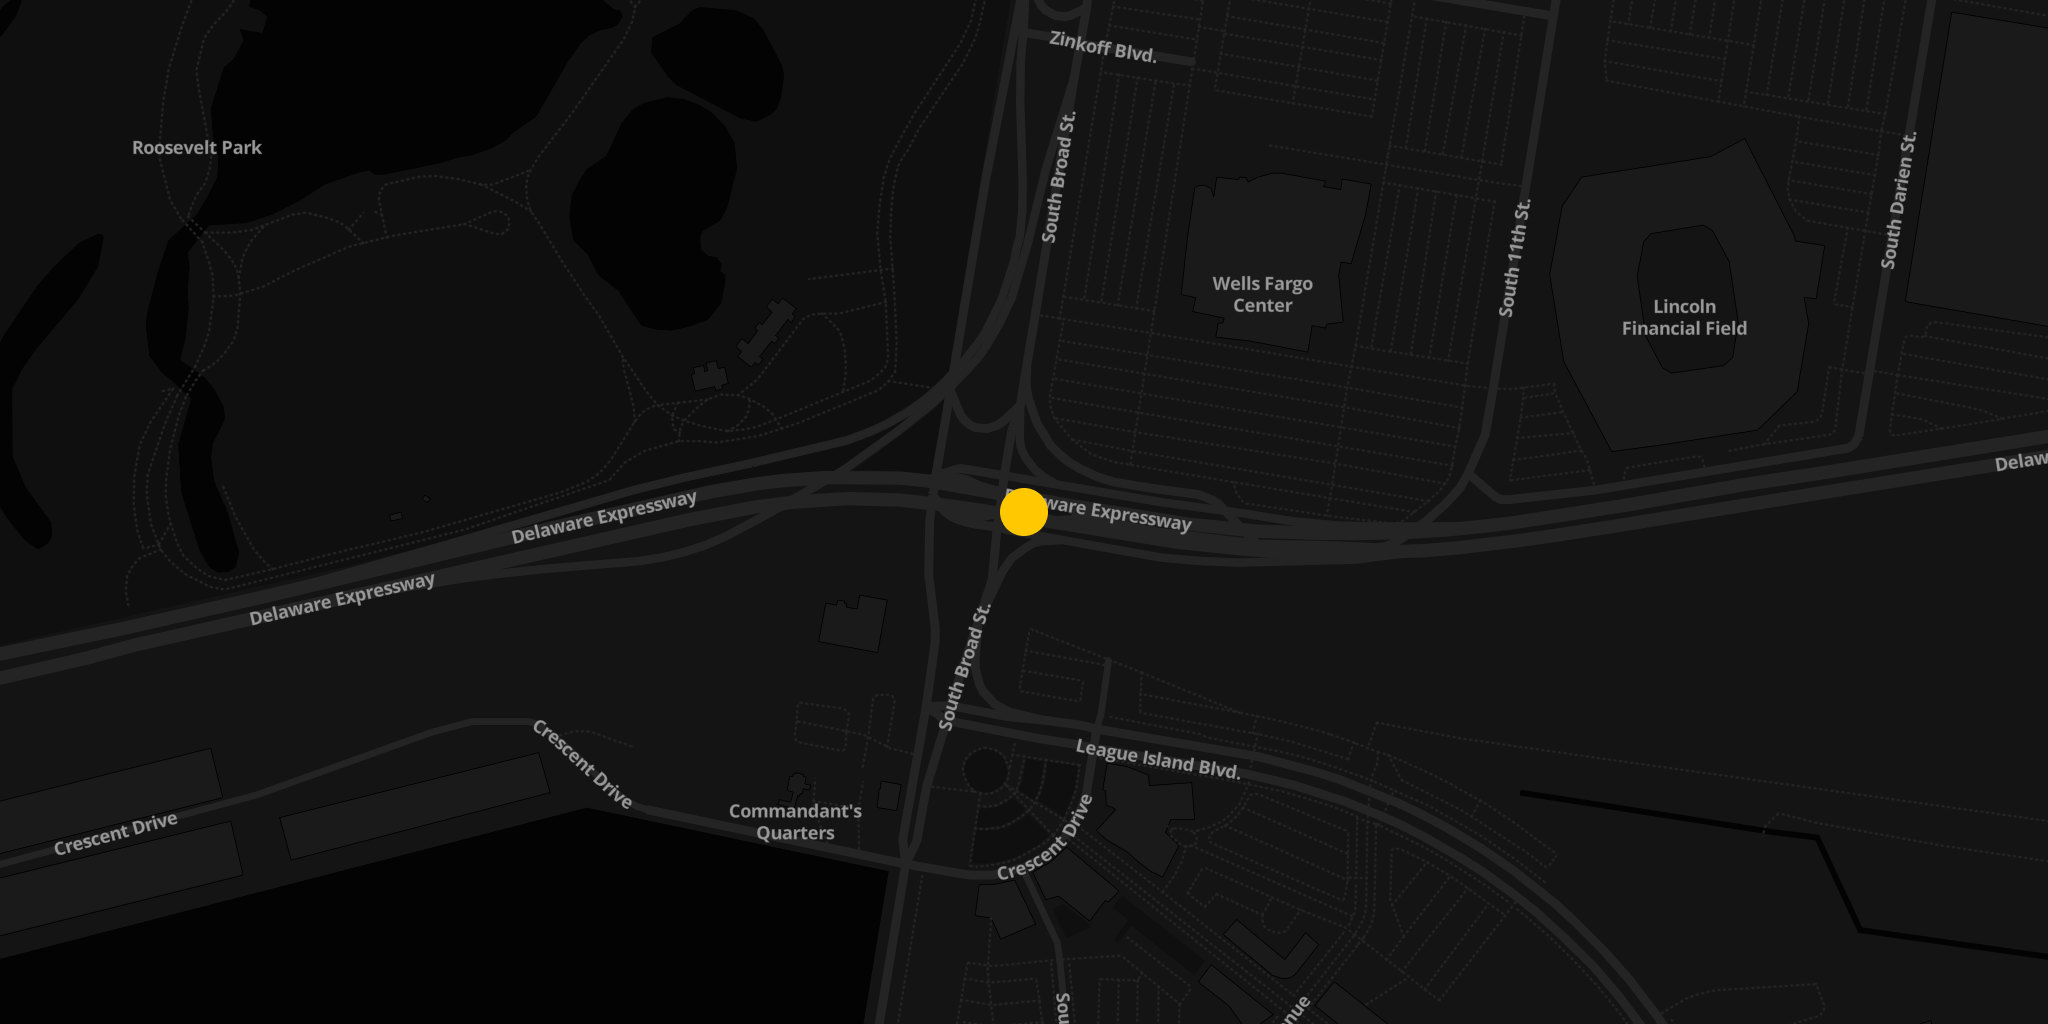 Zinkoff Blvd.
South Broad St.
Roosevelt Park
South Darien St.
South 11th St.
Wells Fargo
Center
Lincoln
Financial Field
Delaware Expressway
Expressway
Delaware Expressway
South Broad St.
Crescent Drive
League Island Blvd.
Commandant's
Quarters
Crescent Drive
Crescent Drive